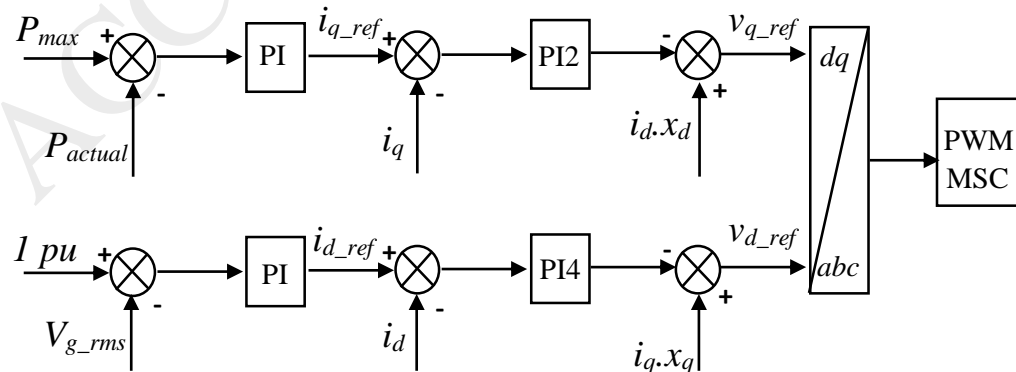 ACC
P_max + - PI i_q_ref + - PI2 - + v_q_ref
P_actual
i_q
i_d.x_d
dq
abc
PWM
MSC
1 pu + - PI i_d_ref + - PI4 - + v_d_ref
V_g_rms
i_d
i_q.x_q